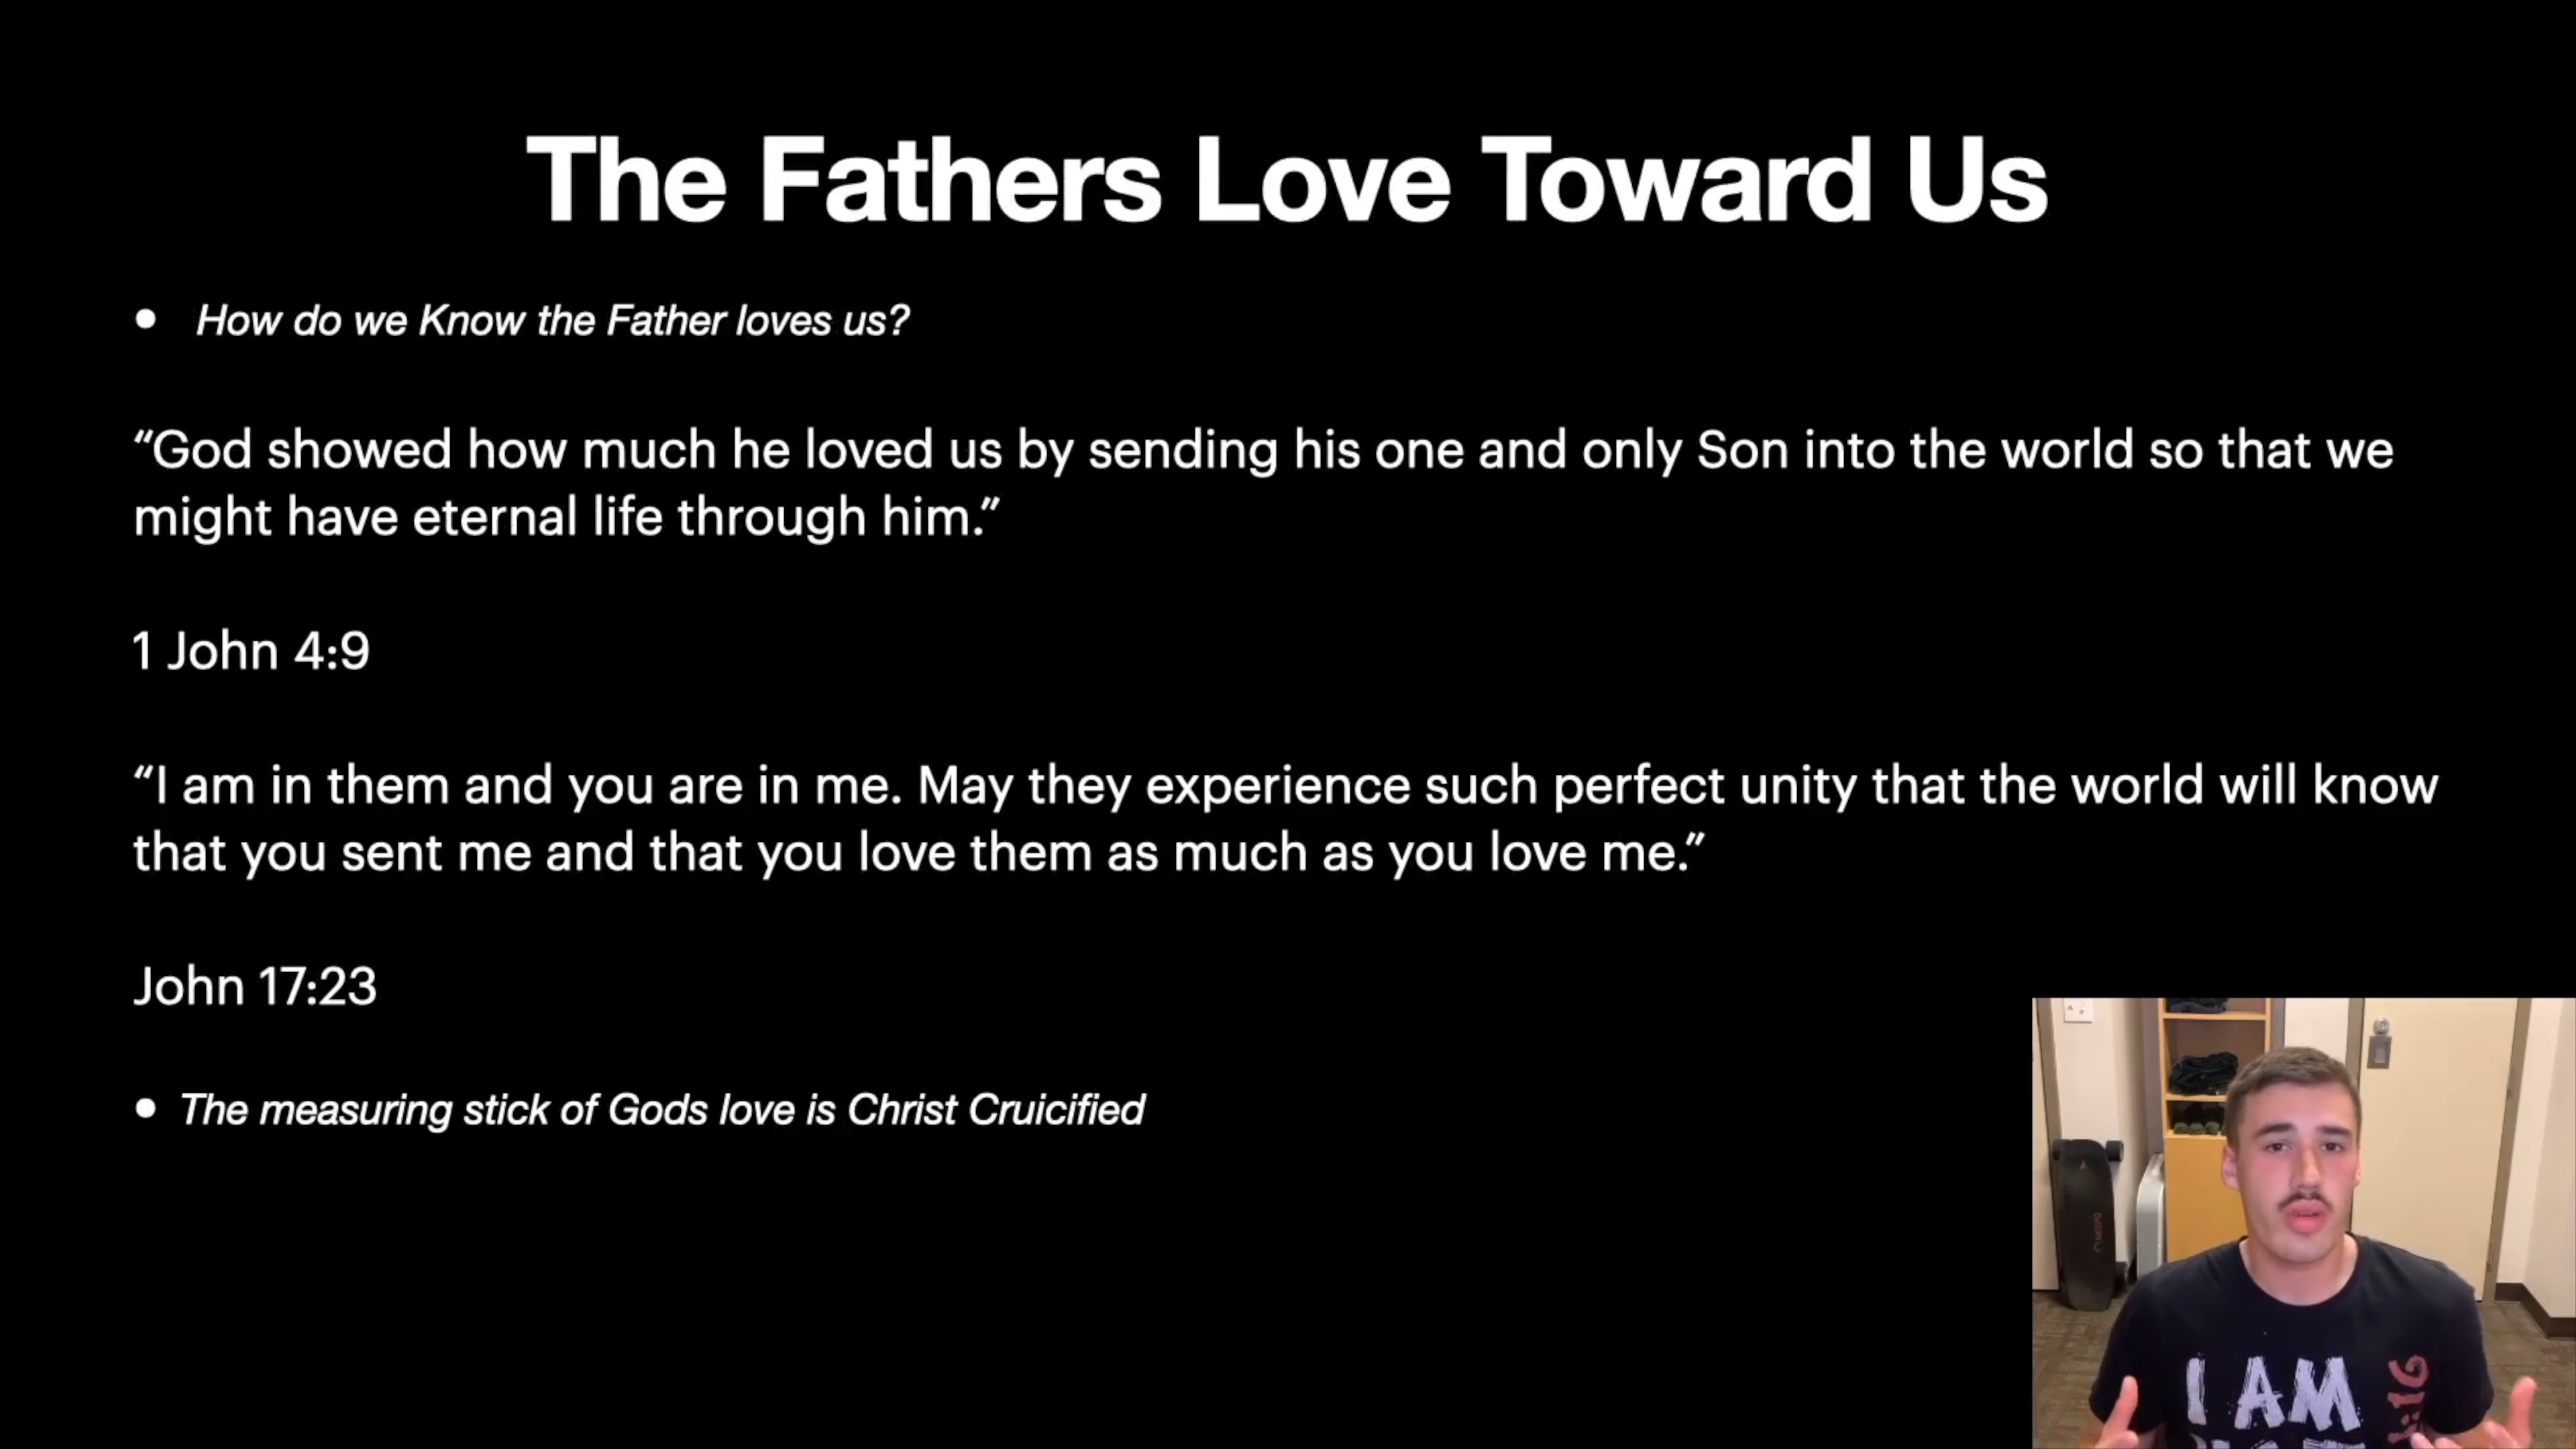 The Fathers Love Toward Us
• How do we Know the Father loves us?
“God showed how much he loved us by sending his one and only Son into the world so that we
might have eternal life through him.”
1 John 4:9
“I am in them and you are in me. May they experience such perfect unity that the world will know
that you sent me and that you love them as much as you love me.”
John 17:23
• The measuring stick of Gods love is Christ Cruicified
I AM